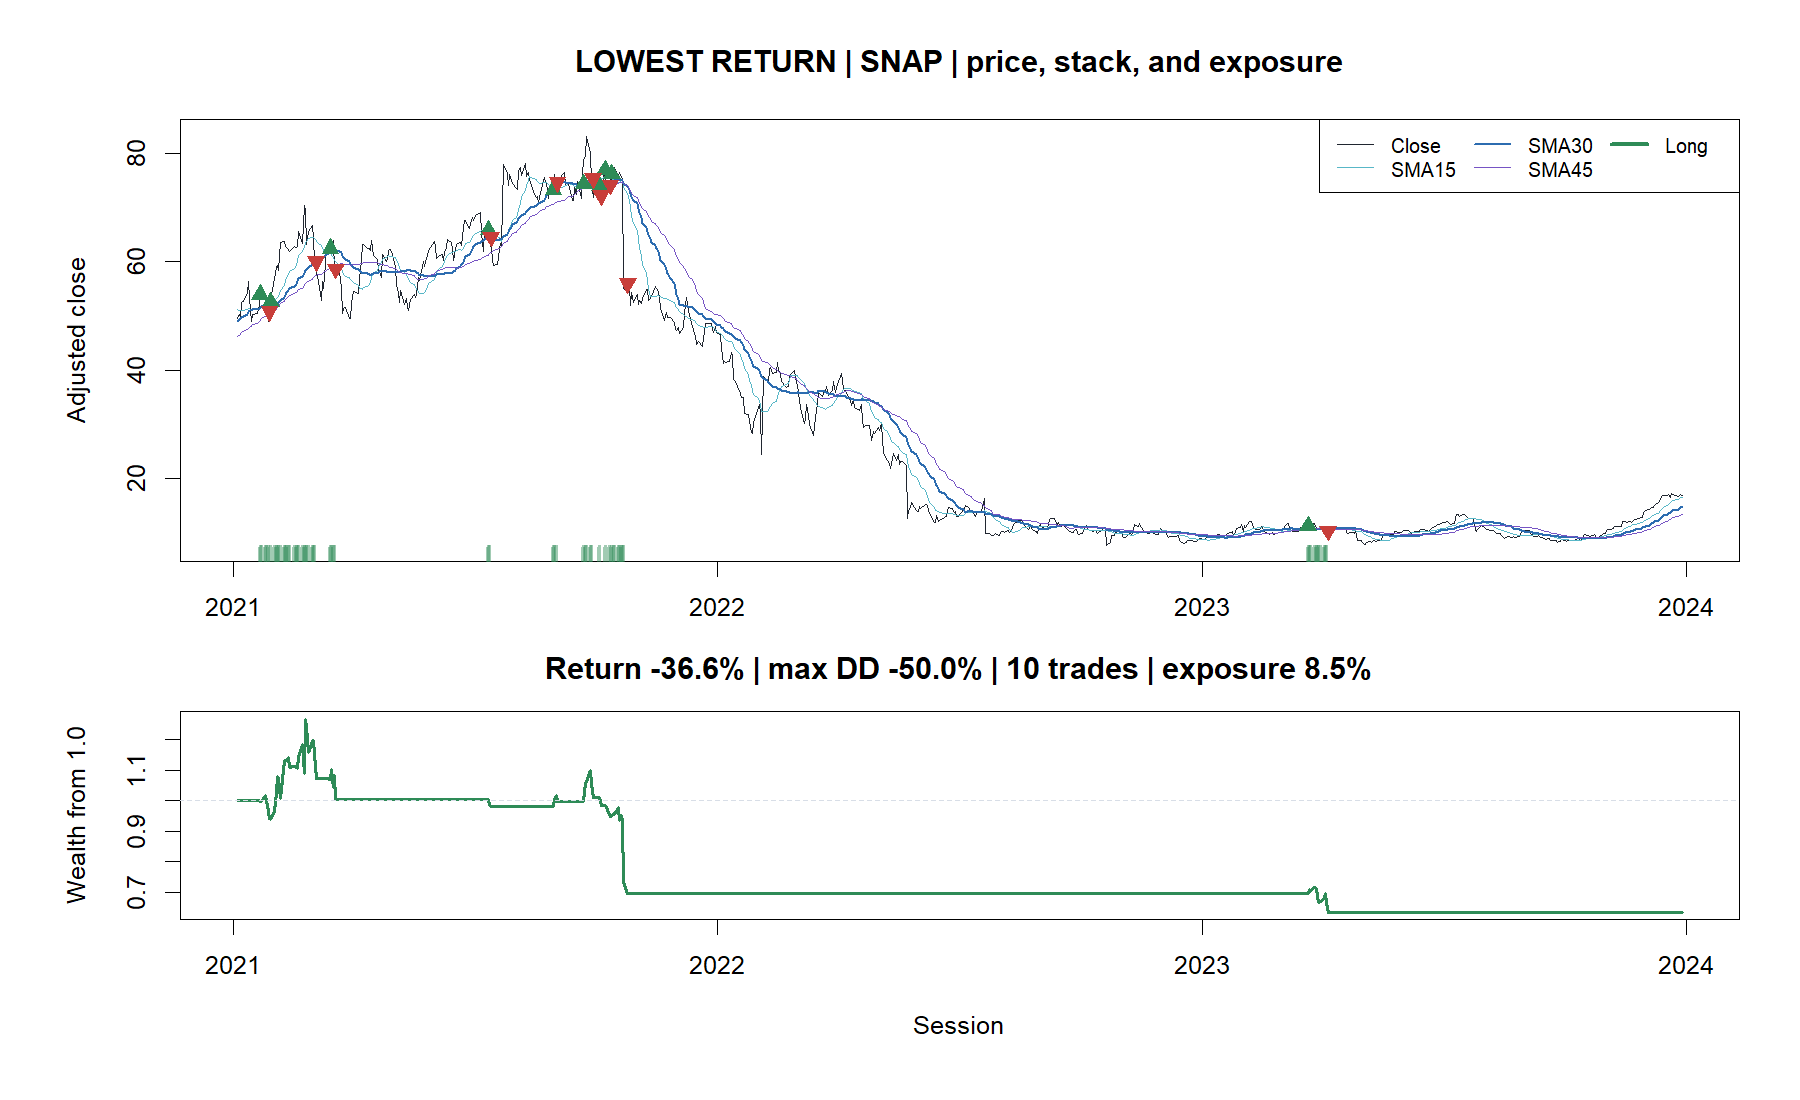 LOWEST RETURN | SNAP | price, stack, and exposure
Close SMA30 Long
SMA15 SMA45
Adjusted close
80
60
40
20
2021 2022 2023 2024
Return -36.6% | max DD -50.0% | 10 trades | exposure 8.5%
Wealth from 1.0
1.1
0.9
0.7
2021 2022 2023 2024
Session